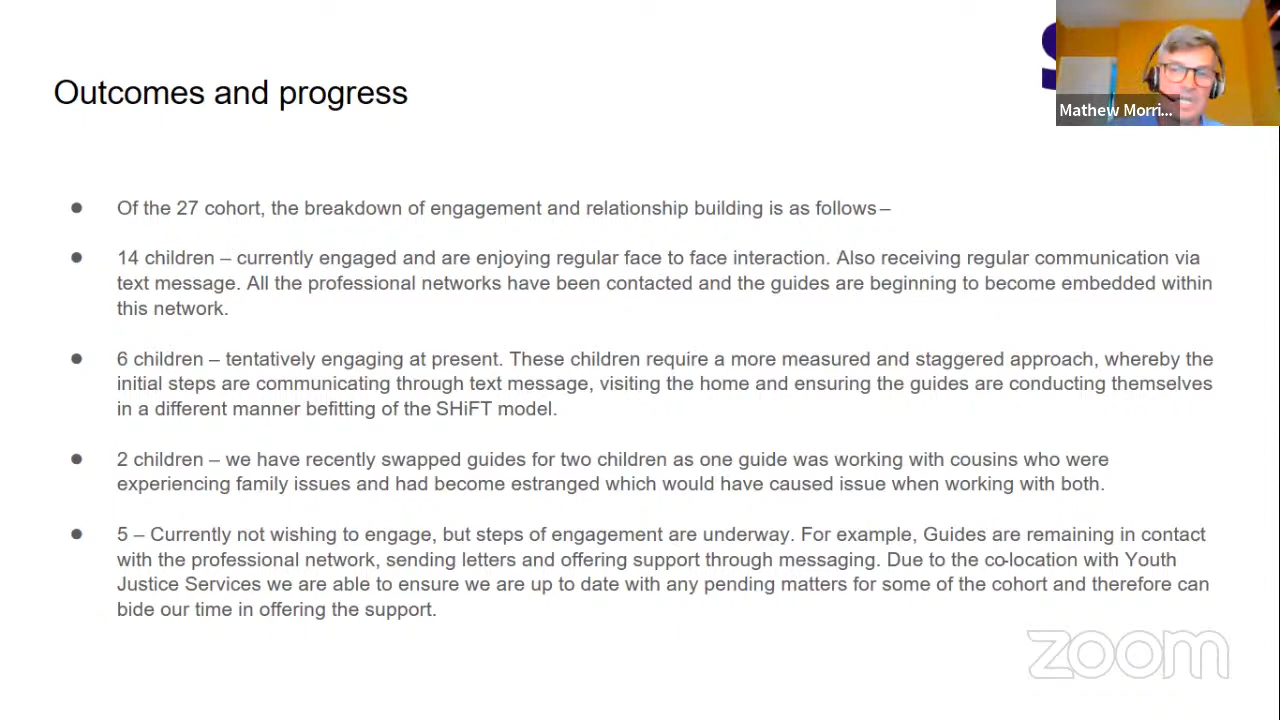 Outcomes and progress
Mathew Morri...
● Of the 27 cohort, the breakdown of engagement and relationship building is as follows –
● 14 children – currently engaged and are enjoying regular face to face interaction. Also receiving regular communication via
text message. All the professional networks have been contacted and the guides are beginning to become embedded within
this network.
● 6 children – tentatively engaging at present. These children require a more measured and staggered approach, whereby the
initial steps are communicating through text message, visiting the home and ensuring the guides are conducting themselves
in a different manner befitting of the SHiFT model.
● 2 children – we have recently swapped guides for two children as one guide was working with cousins who were
experiencing family issues and had become estranged which would have caused issue when working with both.
● 5 – Currently not wishing to engage, but steps of engagement are underway. For example, Guides are remaining in contact
with the professional network, sending letters and offering support through messaging. Due to the co-location with Youth
Justice Services we are able to ensure we are up to date with any pending matters for some of the cohort and therefore can
bide our time in offering the support.
zoom